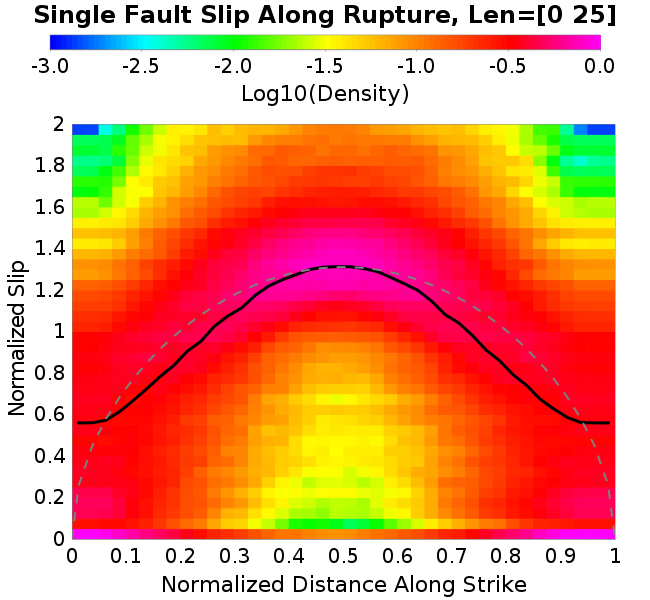 Single Fault Slip Along Rupture, Len=[0 25]
-3.0 -2.5 -2.0 -1.5 -1.0 -0.5 0.0
Log10(Density)
2
1.8
1.6
1.4
1.2
1
0.8
0.6
0.4
0.2
0
Normalized Slip
0 0.1 0.2 0.3 0.4 0.5 0.6 0.7 0.8 0.9 1
Normalized Distance Along Strike